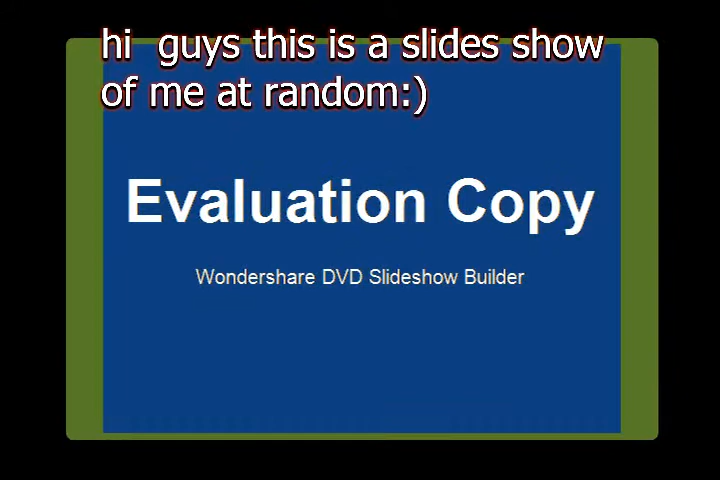 hi  guys this is a slides show
of me at random:)
Evaluation Copy
Wondershare DVD Slideshow Builder